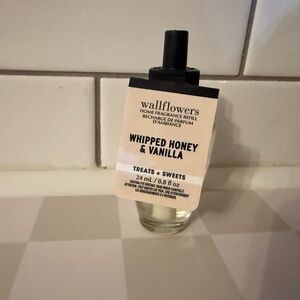 wallflowers
HOME FRAGRANCE REFILL
RECHARGE DE PARFUM
D'AMBIANCE
WHIPPED HONEY
& VANILLA
TREATS + SWEETS
24 mL / 0.8 fl oz